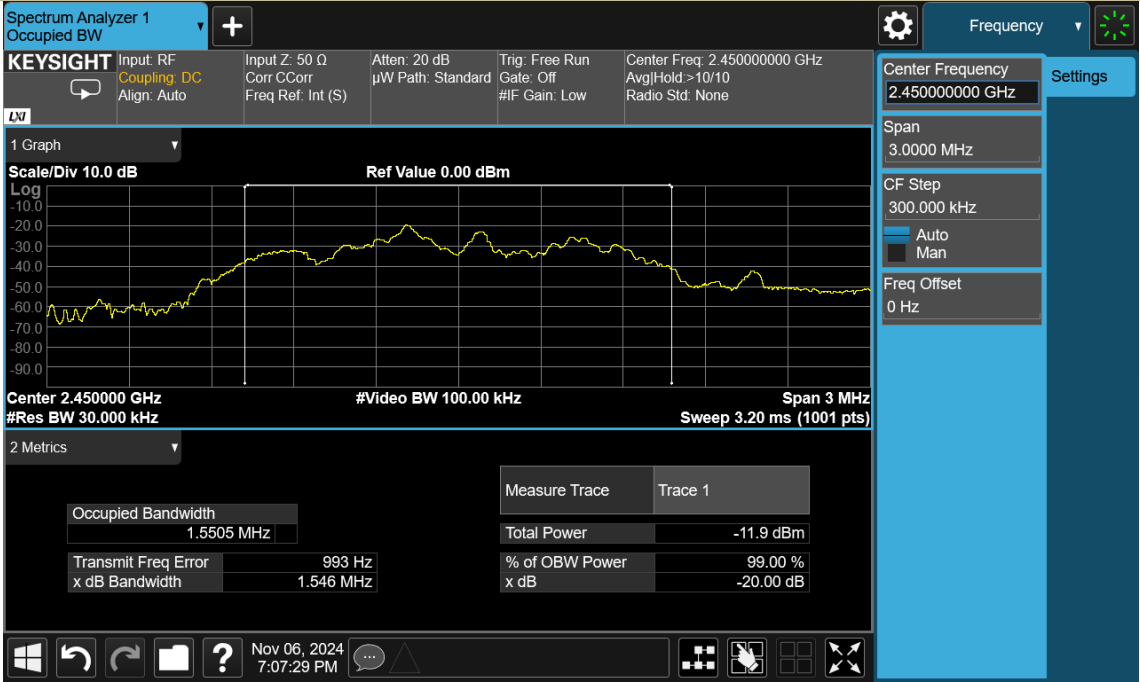 Spectrum Analyzer 1
Occupied BW
+
Frequency
KEYSIGHT
LXI
Input: RF
Coupling: DC
Align: Auto
Input Z: 50 Ω
Corr CCorr
Freq Ref: Int (S)
Atten: 20 dB
µW Path: Standard
Trig: Free Run
Gate: Off
#IF Gain: Low
Center Freq: 2.450000000 GHz
Avg|Hold:>10/10
Radio Std: None
Center Frequency
2.450000000 GHz
Settings
Span
3.0000 MHz
CF Step
300.000 kHz
Auto
Man
Freq Offset
0 Hz
1 Graph
Scale/Div 10.0 dB
Ref Value 0.00 dBm
Log
-10.0
-20.0
-30.0
-40.0
-50.0
-60.0
-70.0
-80.0
-90.0
Center 2.450000 GHz
#Video BW 100.00 kHz
Span 3 MHz
#Res BW 30.000 kHz
Sweep 3.20 ms (1001 pts)
2 Metrics
Measure Trace Trace 1
Occupied Bandwidth
1.5505 MHz
Total Power -11.9 dBm
Transmit Freq Error 993 Hz
% of OBW Power 99.00 %
x dB Bandwidth 1.546 MHz
x dB -20.00 dB
?
Nov 06, 2024
7:07:29 PM